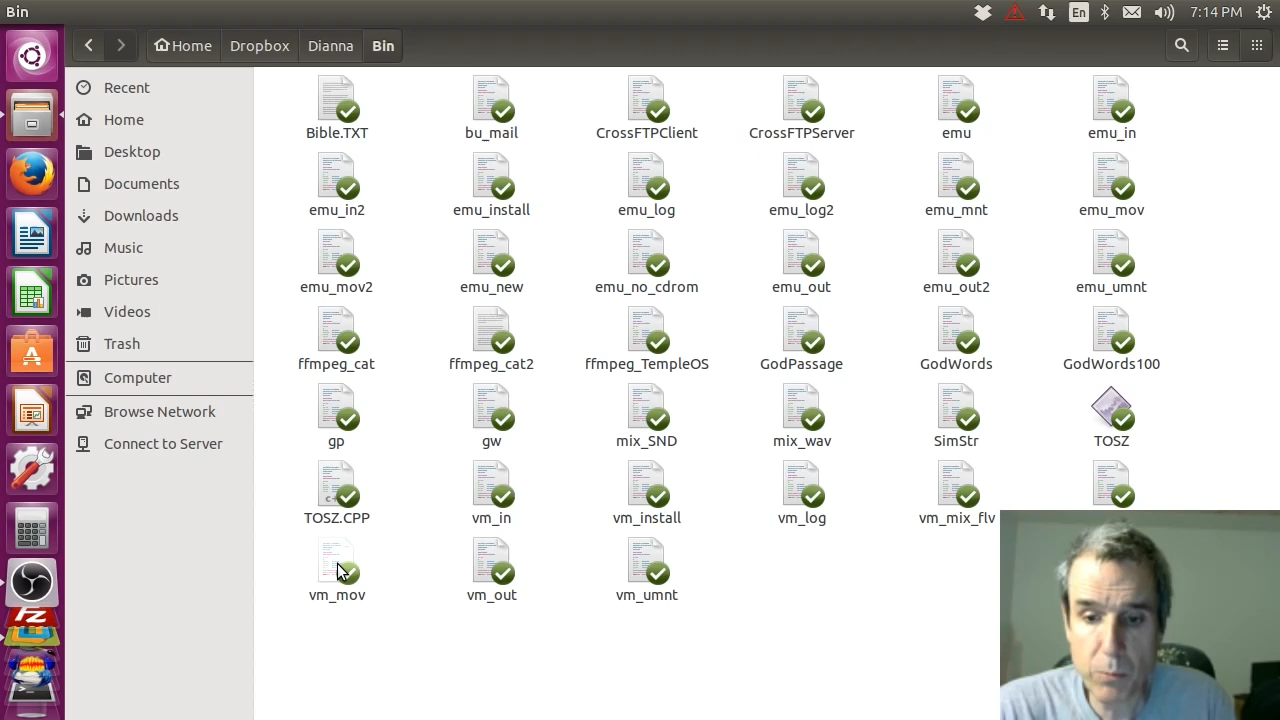 Bin
En
7:14 PM
Home
Dropbox
Dianna
Bin
Recent
Home
Desktop
Documents
Downloads
Music
Pictures
Videos
Trash
Computer
Browse Network
Connect to Server
Bible.TXT
bu_mail
CrossFTPClient
CrossFTPServer
emu
emu_in
emu_in2
emu_install
emu_log
emu_log2
emu_mnt
emu_mov
emu_mov2
emu_new
emu_no_cdrom
emu_out
emu_out2
emu_umnt
ffmpeg_cat
ffmpeg_cat2
ffmpeg_TempleOS
GodPassage
GodWords
GodWords100
gp
gw
mix_SND
mix_wav
SimStr
TOSZ
TOSZ.CPP
vm_in
vm_install
vm_log
vm_mix_flv
vm_mov
vm_out
vm_umnt